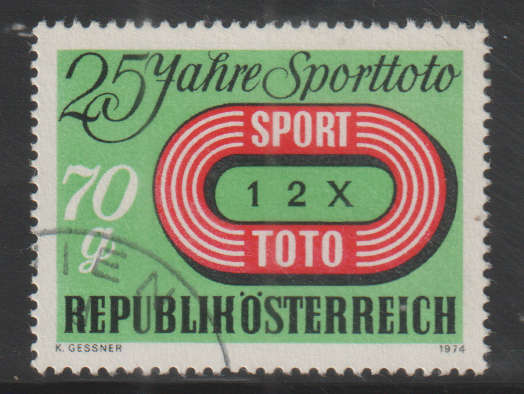 25 Jahre Sporttoto
SPORT
70
g
1 2 X
TOTO
REPUBLIK ÖSTERREICH
K. GESSNER
1974